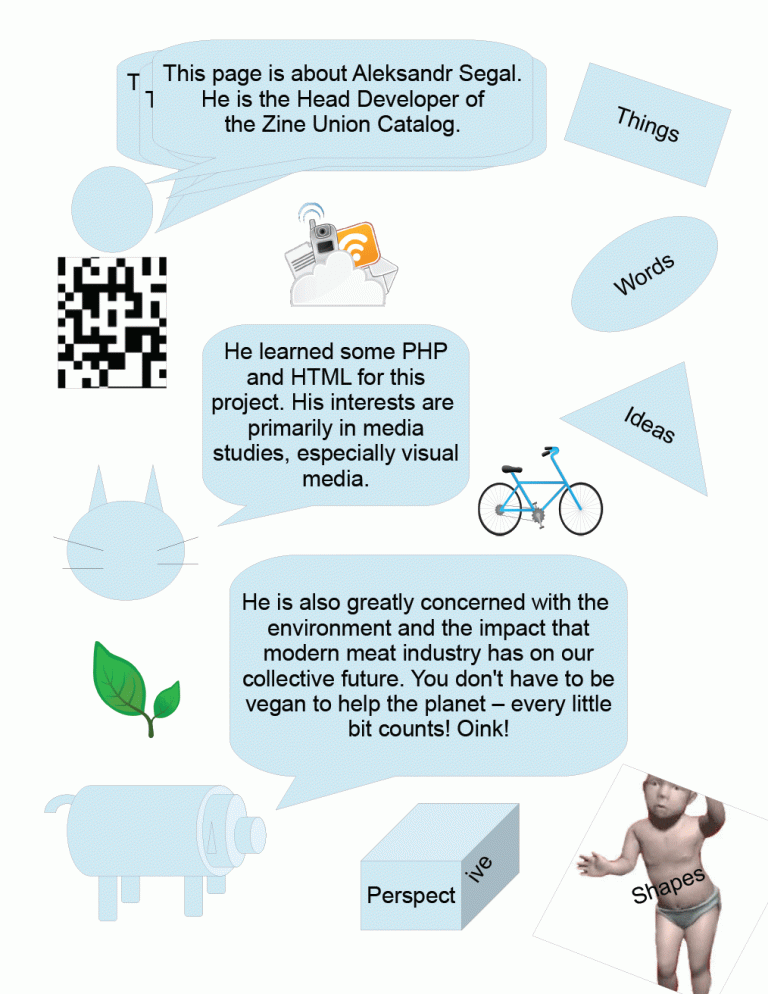 T
T
This page is about Aleksandr Segal.
He is the Head Developer of
the Zine Union Catalog.
Things
Words
He learned some PHP
and HTML for this
project. His interests are
primarily in media
studies, especially visual
media.
Ideas
He is also greatly concerned with the
environment and the impact that
modern meat industry has on our
collective future. You don't have to be
vegan to help the planet – every little
bit counts! Oink!
Perspect
ive
Shapes